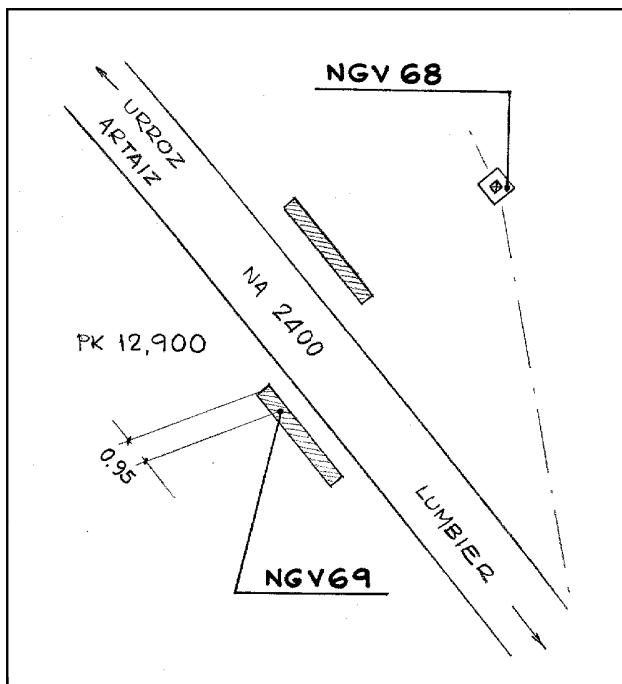 NGV 68
URROZ
ARTAIZ
NA 2400
PK 12,900
0.95
LUMBIER
NGV69